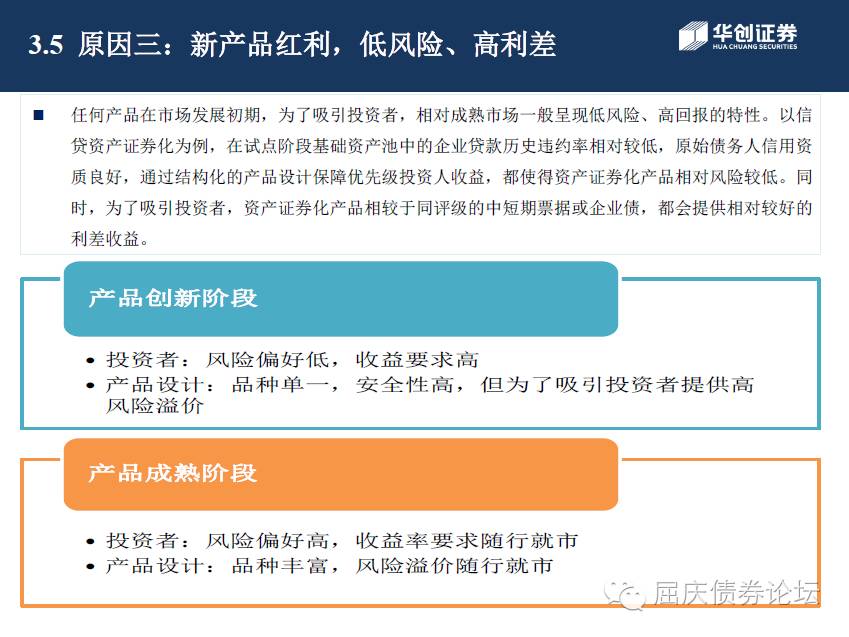 3.5 原因三：新产品红利，低风险、高利差
华创证券
HUA CHUANG SECURITIES
任何产品在市场发展初期，为了吸引投资者，相对成熟市场一般呈现低风险、高回报的特性。以信
贷资产证券化为例，在试点阶段基础资产池中的企业贷款历史违约率相对较低，原始债务人信用资
质良好，通过结构化的产品设计保障优先级投资人收益，都使得资产证券化产品相对风险较低。同
时，为了吸引投资者，资产证券化产品相较于同评级的中短期票据或企业债，都会提供相对较好的
利差收益。
产品创新阶段
• 投资者：风险偏好低，收益要求高
• 产品设计：品种单一，安全性高，但为了吸引投资者提供高
风险溢价
产品成熟阶段
• 投资者：风险偏好高，收益率要求随行就市
• 产品设计：品种丰富，风险溢价随行就市
屈庆债券论坛